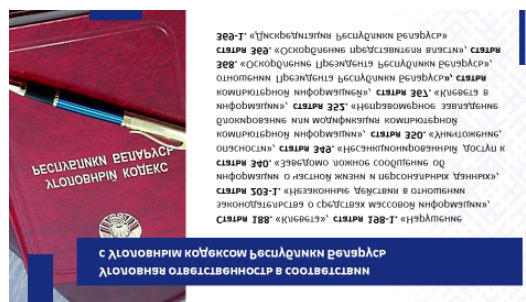 Уголовная ответственность в соответствии
с Уголовным кодексом Республики Беларусь
Статья 188. «Клевета», статья 198-1. «Нарушение
законодательства о средствах массовой информации»,
статья 203-1. «Незаконные действия в отношении
информации о частной жизни и персональных данных»,
статья 340. «Заведомо ложное сообщение об
опасности», статья 349. «Несанкционированный доступ к
компьютерной информации», статья 350. «Уничтожение,
блокирование или модификация компьютерной
информации», статья 352. «Неправомерное завладение
компьютерной информацией», статья 367. «Клевета в
отношении Президента Республики Беларусь», статья
368. «Оскорбление Президента Республики Беларусь»,
статья 369. «Оскорбление представителя власти», статья
369-1. «Дискредитация Республики Беларусь»
УГОЛОВНЫЙ КОДЕКС
РЕСПУБЛИКИ БЕЛАРУСЬ